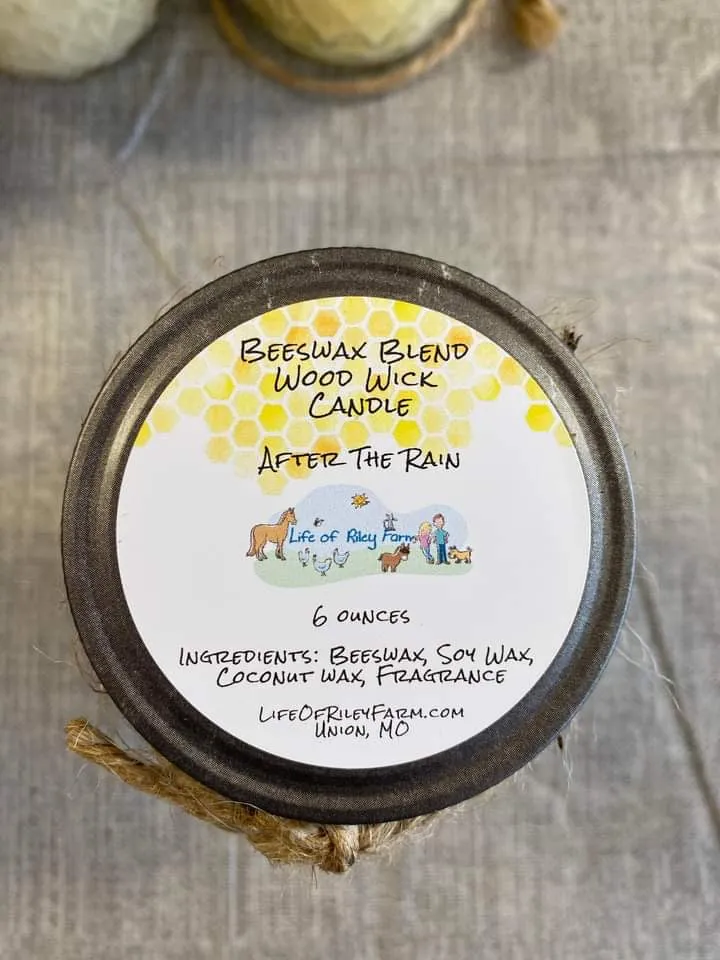 Beeswax Blend
Wood Wick
Candle
After The Rain
Life of Riley Farms
6 ounces
Ingredients: Beeswax, Soy Wax,
Coconut wax, Fragrance
LifeOfRileyFarm.com
Union, MO